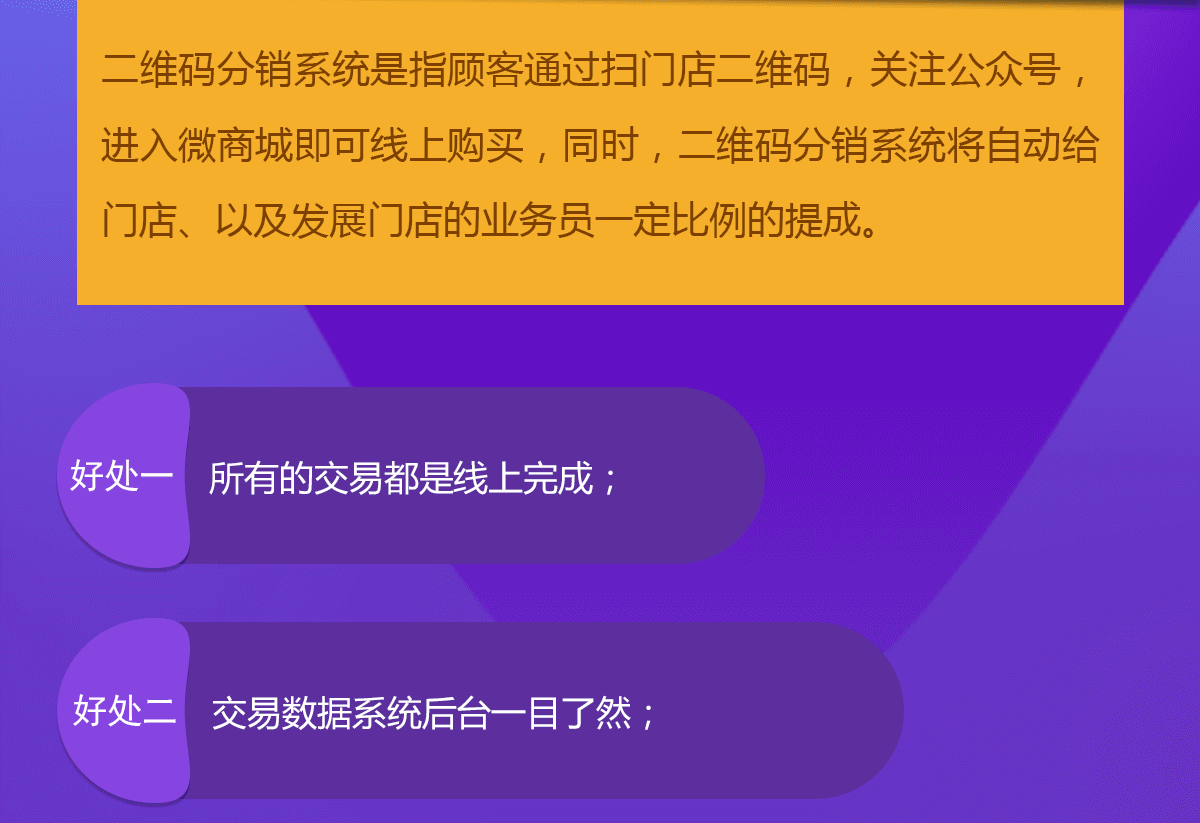 二维码分销系统是指顾客通过扫门店二维码，关注公众号，
进入微商城即可线上购买，同时，二维码分销系统将自动给
门店、以及发展门店的业务员一定比例的提成。
好处一 所有的交易都是线上完成；
好处二 交易数据系统后台一目了然；